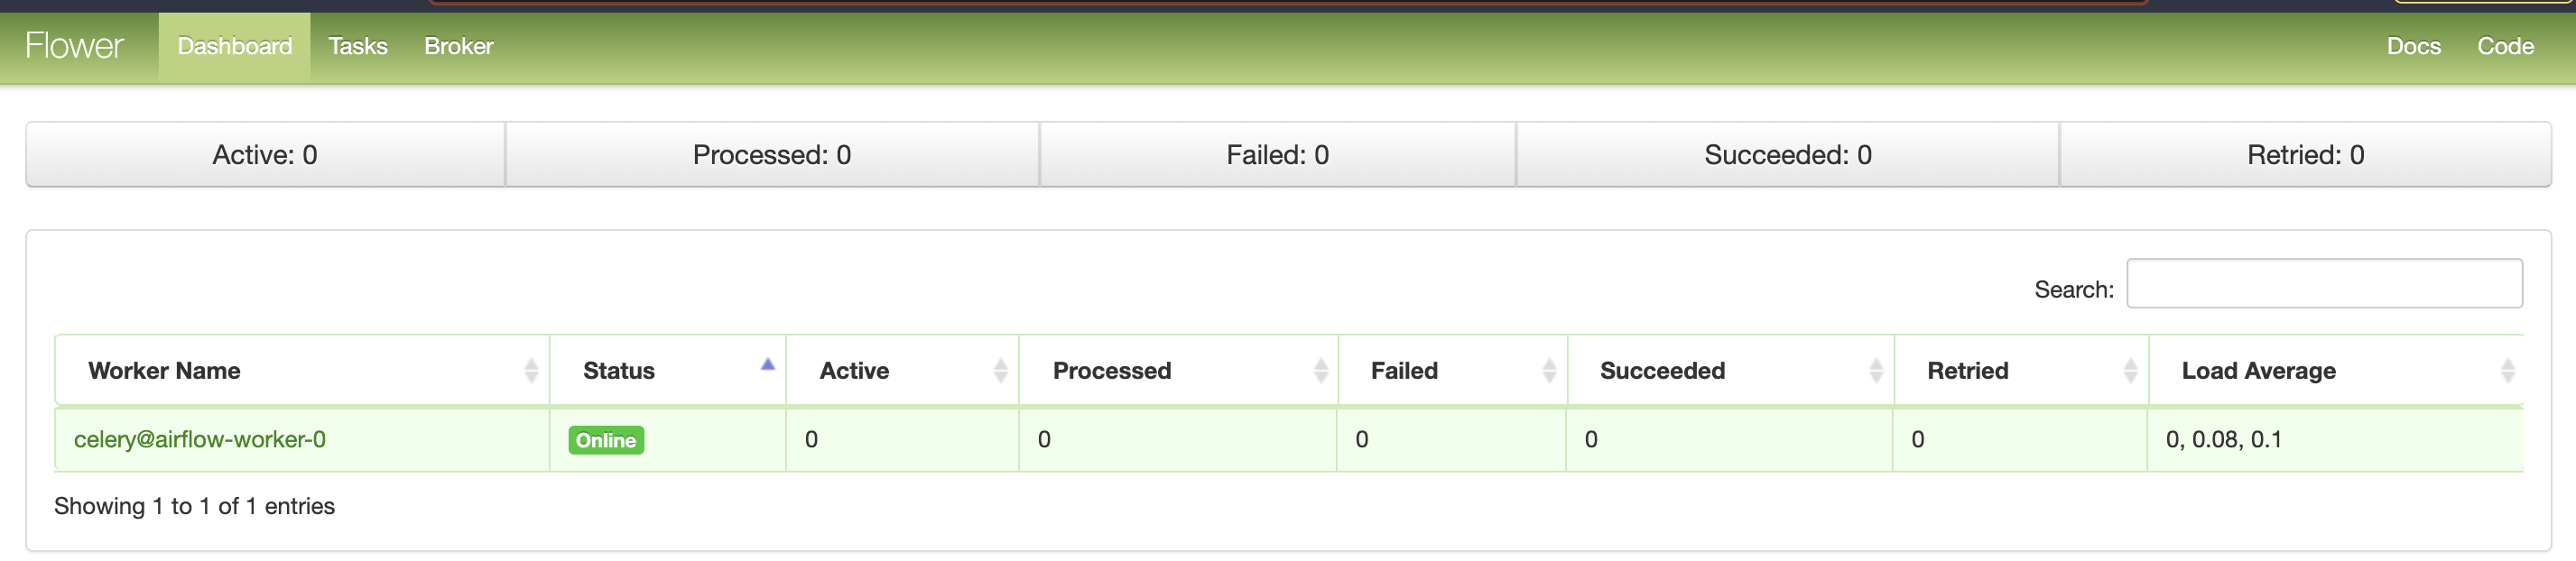 Flower Dashboard Tasks Broker Docs Code
Active: 0 Processed: 0 Failed: 0 Succeeded: 0 Retried: 0
Search:
Worker Name Status Active Processed Failed Succeeded Retried Load Average
celery@airflow-worker-0 Online 0 0 0 0 0 0, 0.08, 0.1
Showing 1 to 1 of 1 entries